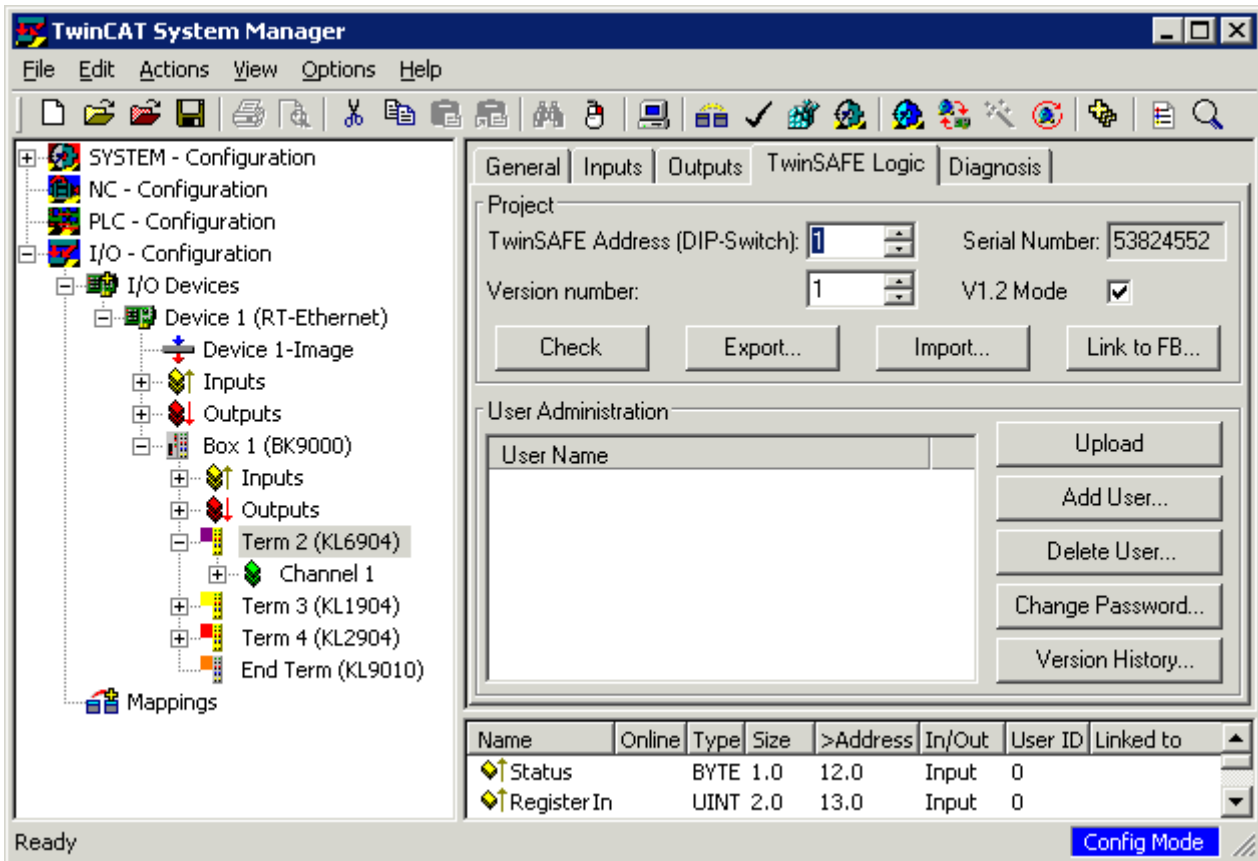 TwinCAT System Manager
File Edit Actions View Options Help
SYSTEM - Configuration
NC - Configuration
PLC - Configuration
I/O - Configuration
I/O Devices
Device 1 (RT-Ethernet)
Device 1-Image
Inputs
Outputs
Box 1 (BK9000)
Inputs
Outputs
Term 2 (KL6904)
Channel 1
Term 3 (KL1904)
Term 4 (KL2904)
End Term (KL9010)
Mappings
General Inputs Outputs TwinSAFE Logic Diagnosis
Project
TwinSAFE Address (DIP-Switch): 1 Serial Number: 53824552
Version number: 1 V1.2 Mode
Check Export... Import... Link to FB...
User Administration
User Name
Upload
Add User...
Delete User...
Change Password...
Version History...
Name Online Type Size >Address In/Out User ID Linked to
Status BYTE 1.0 12.0 Input 0
Register In UINT 2.0 13.0 Input 0
Ready Config Mode